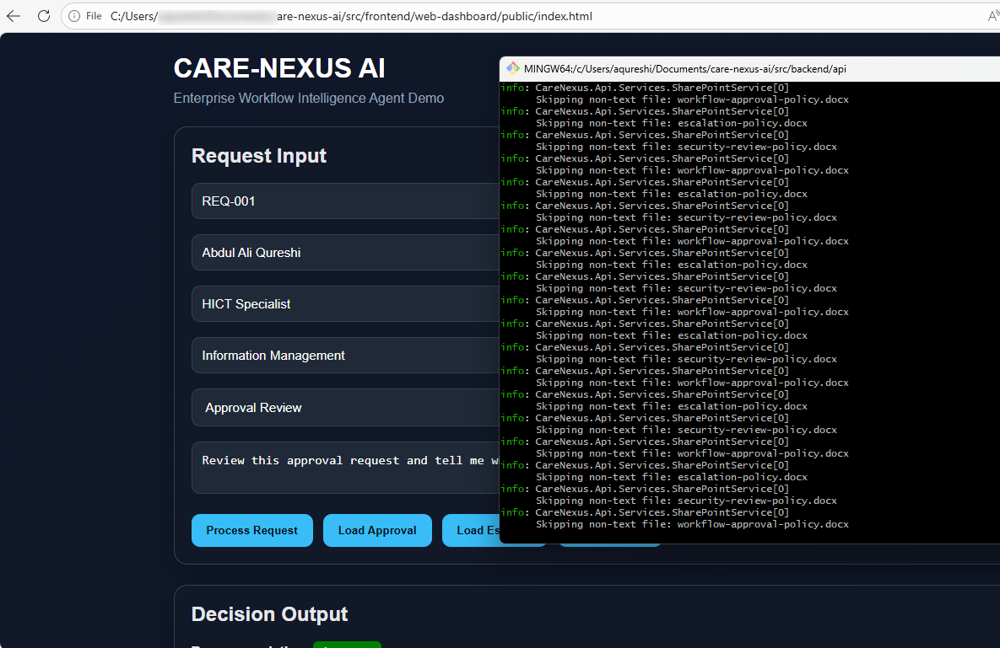 File C:/Users/ are-nexus-ai/src/frontend/web-dashboard/public/index.html
CARE-NEXUS AI
Enterprise Workflow Intelligence Agent Demo
Request Input
REQ-001
Abdul Ali Qureshi
HICT Specialist
Information Management
Approval Review
Review this approval request and tell me w
Process Request
Load Approval
Load Es
Decision Output
MINGW64:/c/Users/aqureshi/Documents/care-nexus-ai/src/backend/api
info: CareNexus.Api.Services.SharePointService[0]
Skipping non-text file: workflow-approval-policy.docx
info: CareNexus.Api.Services.SharePointService[0]
Skipping non-text file: escalation-policy.docx
info: CareNexus.Api.Services.SharePointService[0]
Skipping non-text file: security-review-policy.docx
info: CareNexus.Api.Services.SharePointService[0]
Skipping non-text file: workflow-approval-policy.docx
info: CareNexus.Api.Services.SharePointService[0]
Skipping non-text file: escalation-policy.docx
info: CareNexus.Api.Services.SharePointService[0]
Skipping non-text file: security-review-policy.docx
info: CareNexus.Api.Services.SharePointService[0]
Skipping non-text file: workflow-approval-policy.docx
info: CareNexus.Api.Services.SharePointService[0]
Skipping non-text file: escalation-policy.docx
info: CareNexus.Api.Services.SharePointService[0]
Skipping non-text file: security-review-policy.docx
info: CareNexus.Api.Services.SharePointService[0]
Skipping non-text file: workflow-approval-policy.docx
info: CareNexus.Api.Services.SharePointService[0]
Skipping non-text file: escalation-policy.docx
info: CareNexus.Api.Services.SharePointService[0]
Skipping non-text file: security-review-policy.docx
info: CareNexus.Api.Services.SharePointService[0]
Skipping non-text file: workflow-approval-policy.docx
info: CareNexus.Api.Services.SharePointService[0]
Skipping non-text file: escalation-policy.docx
info: CareNexus.Api.Services.SharePointService[0]
Skipping non-text file: security-review-policy.docx
info: CareNexus.Api.Services.SharePointService[0]
Skipping non-text file: workflow-approval-policy.docx
info: CareNexus.Api.Services.SharePointService[0]
Skipping non-text file: escalation-policy.docx
info: CareNexus.Api.Services.SharePointService[0]
Skipping non-text file: security-review-policy.docx
info: CareNexus.Api.Services.SharePointService[0]
Skipping non-text file: workflow-approval-policy.docx